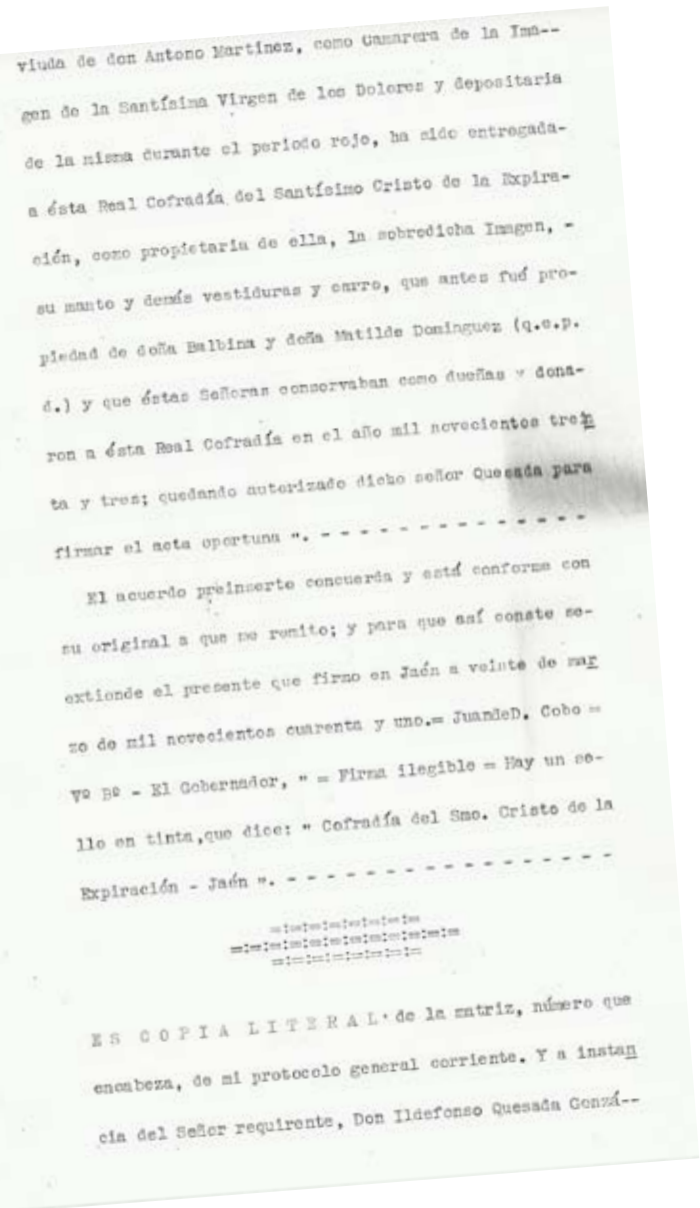 viuda de don Antono Martinez, como Camarera de la Ima--
gen de la Santísima Virgen de los Dolores y depositaria
de la misma durante el periodo rojo, ha sido entregada-
a ésta Real Cofradía del Santísimo Cristo de la Expira-
ción, como propietaria de ella, la sobredicha Imagen, -
su manto y demás vestiduras y carro, que antes fué pro-
piedad de doña Balbina y doña Matilde Dominguez (q.e.p.
d.) y que éstas Señoras conservaban como dueñas y dona-
ron a ésta Real Cofradía en el año mil novecientos trein
ta y tres; quedando autorizado dicho señor Quesada para
firmar el acta oportuna ". - - - - - - - - - - - - - -
El acuerdo preinserto concuerda y está conforme con
su original a que me remito; y para que así conste se-
extiende el presente que firmo en Jaén a veinte de mar
zo de mil novecientos cuarenta y uno.= JuandeD. Cobo =
Vº Bº - El Gobernador, " = Firma ilegible = Hay un se-
llo en tinta,que dice: " Cofradía del Smo. Cristo de la
Expiración - Jaén ". - - - - - - - - - - - - - - - - -
=:=:=:=:=:=:=:=:=
=:=:=:=:=:=:=:=:=:=:=:=:=
=:=:=:=:=:=:=:=:=
E S C O P I A L I T E R A L de la matriz, número que
encabeza, de mi protocolo general corriente. Y a instan
cia del Señor requirente, Don Ildefonso Quesada Gonzá--